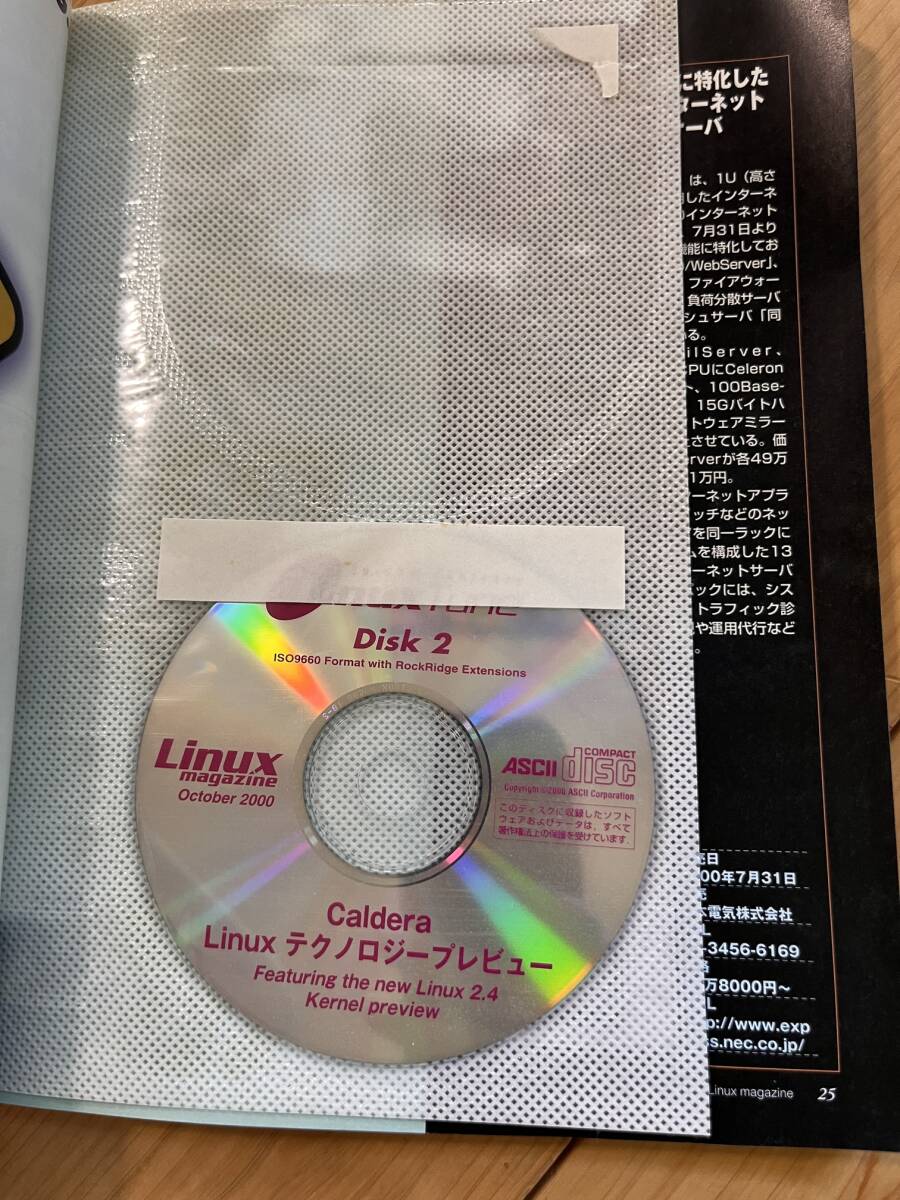 に特化した
ターネット
ーバ
は、1U(高さ
したインターネ
インターネット
7月31日より
機能に特化してお
/WebServer」、
ファイアウォー
負荷分散サーバ
シュサーバ「同
る。
ilServer、
CPUにCeleron
ト、100Base-
15Gバイトハ
トウェアミラー
させている。価
erverが各49万
1万円。
ーネットアプラ
ッチなどのネッ
を同一ラックに
ムを構成した13
ーネットサーバ
ックには、シス
トラフィック診
や運用代行など
。
Disk 2
ISO9660 Format with RockRidge Extensions
Linux
magazine
October 2000
ASCII
COMPACT
disc
Copyright ©2000 ASCII Corporation
このディスクに収録したソフト
ウェアおよびデータは、すべて
著作権法上の保護を受けています。
Caldera
Linux テクノロジープレビュー
Featuring the new Linux 2.4
Kernel preview
売日
00年7月31日
売
本電気株式会社
L
-3456-6169
格
万8000円~
L
tp://www.exp
ss.nec.co.jp/
Linux magazine 25